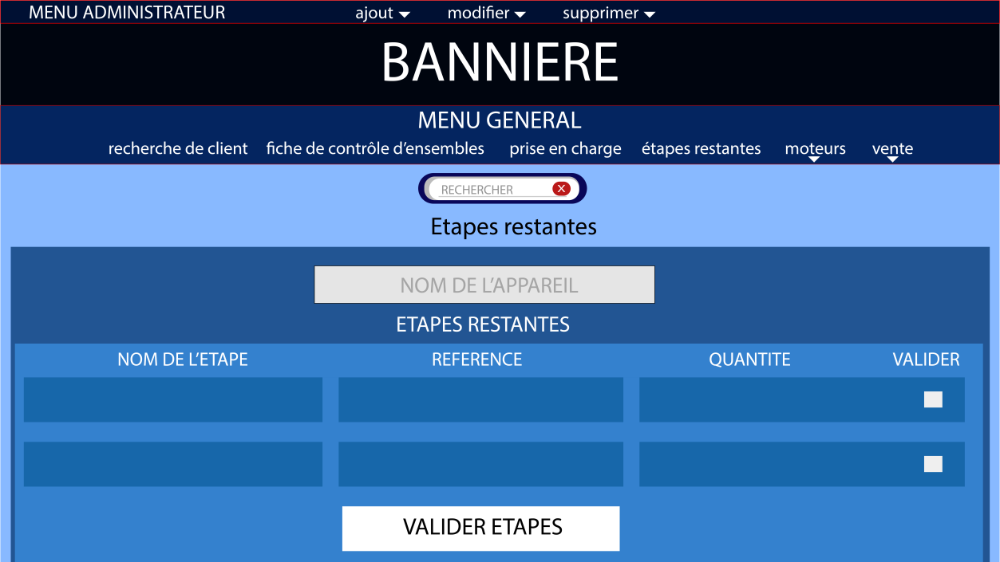 MENU ADMINISTRATEUR ajout modifier supprimer
BANNIERE
MENU GENERAL
recherche de client fiche de contrôle d’ensembles prise en charge étapes restantes moteurs vente
RECHERCHER X
Etapes restantes
NOM DE L’APPAREIL
ETAPES RESTANTES
NOM DE L’ETAPE REFERENCE QUANTITE VALIDER
VALIDER ETAPES